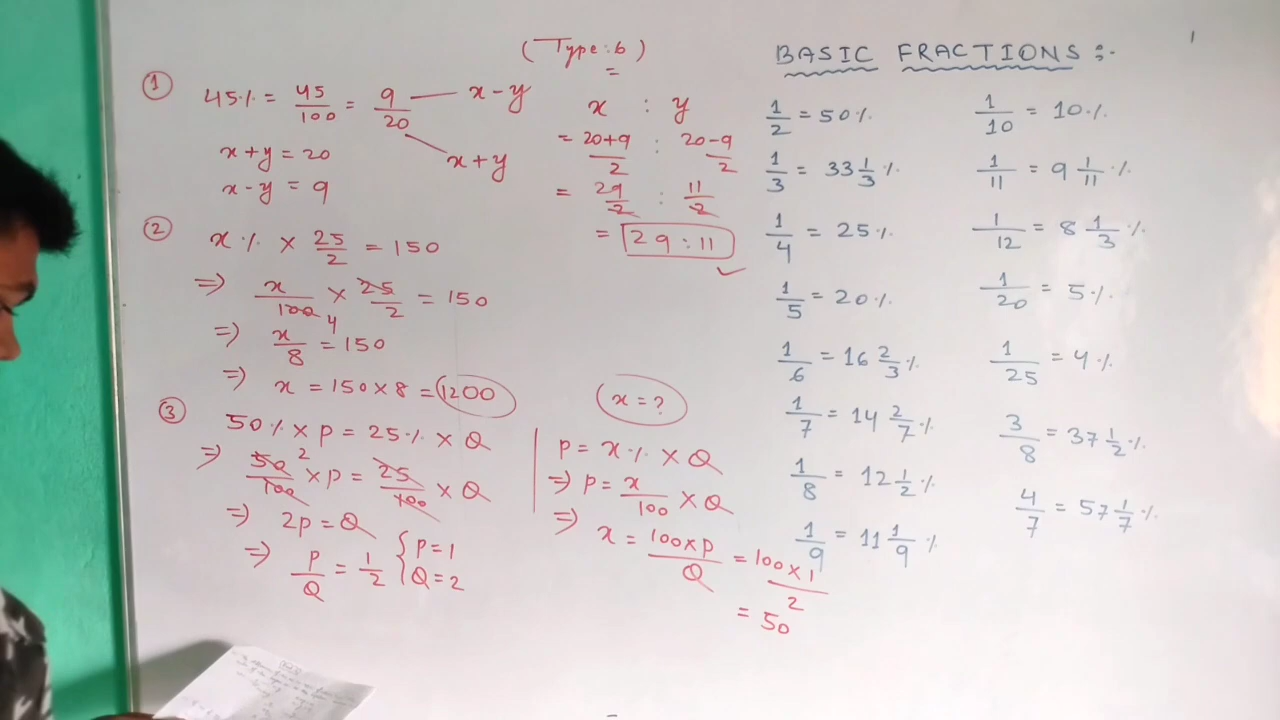 (Type:6)
①
45% = 45/100 = 9/20
x-y
x+y
x+y = 20
x-y = 9
x : y
= 20+9/2 : 20-9/2
= 29/2 : 11/2
= 29:11
②
x% × 25/2 = 150
=> x/100 × 25/2 = 150
4
=> x/8 = 150
=> x = 150×8 = 1200
③
50% × P = 25% × Q
=> 50/100 × P = 25/100 × Q
2
=> 2P = Q
=> P/Q = 1/2 { P=1
Q=2
x = ?
P = x% × Q
=> P = x/100 × Q
=> x = 100×P/Q = 100×1/2
= 50
BASIC FRACTIONS :-
1/2 = 50%
1/3 = 33 1/3 %
1/4 = 25%
1/5 = 20%
1/6 = 16 2/3 %
1/7 = 14 2/7 %
1/8 = 12 1/2 %
1/9 = 11 1/9 %
1/10 = 10%
1/11 = 9 1/11 %
1/12 = 8 1/3 %
1/20 = 5%
1/25 = 4%
3/8 = 37 1/2 %
4/7 = 57 1/7 %